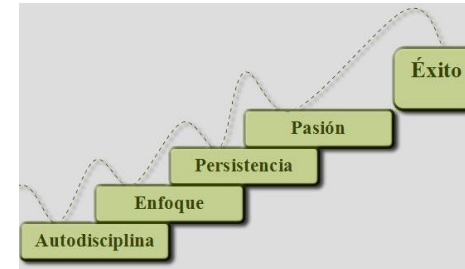 Éxito
Pasión
Persistencia
Enfoque
Autodisciplina